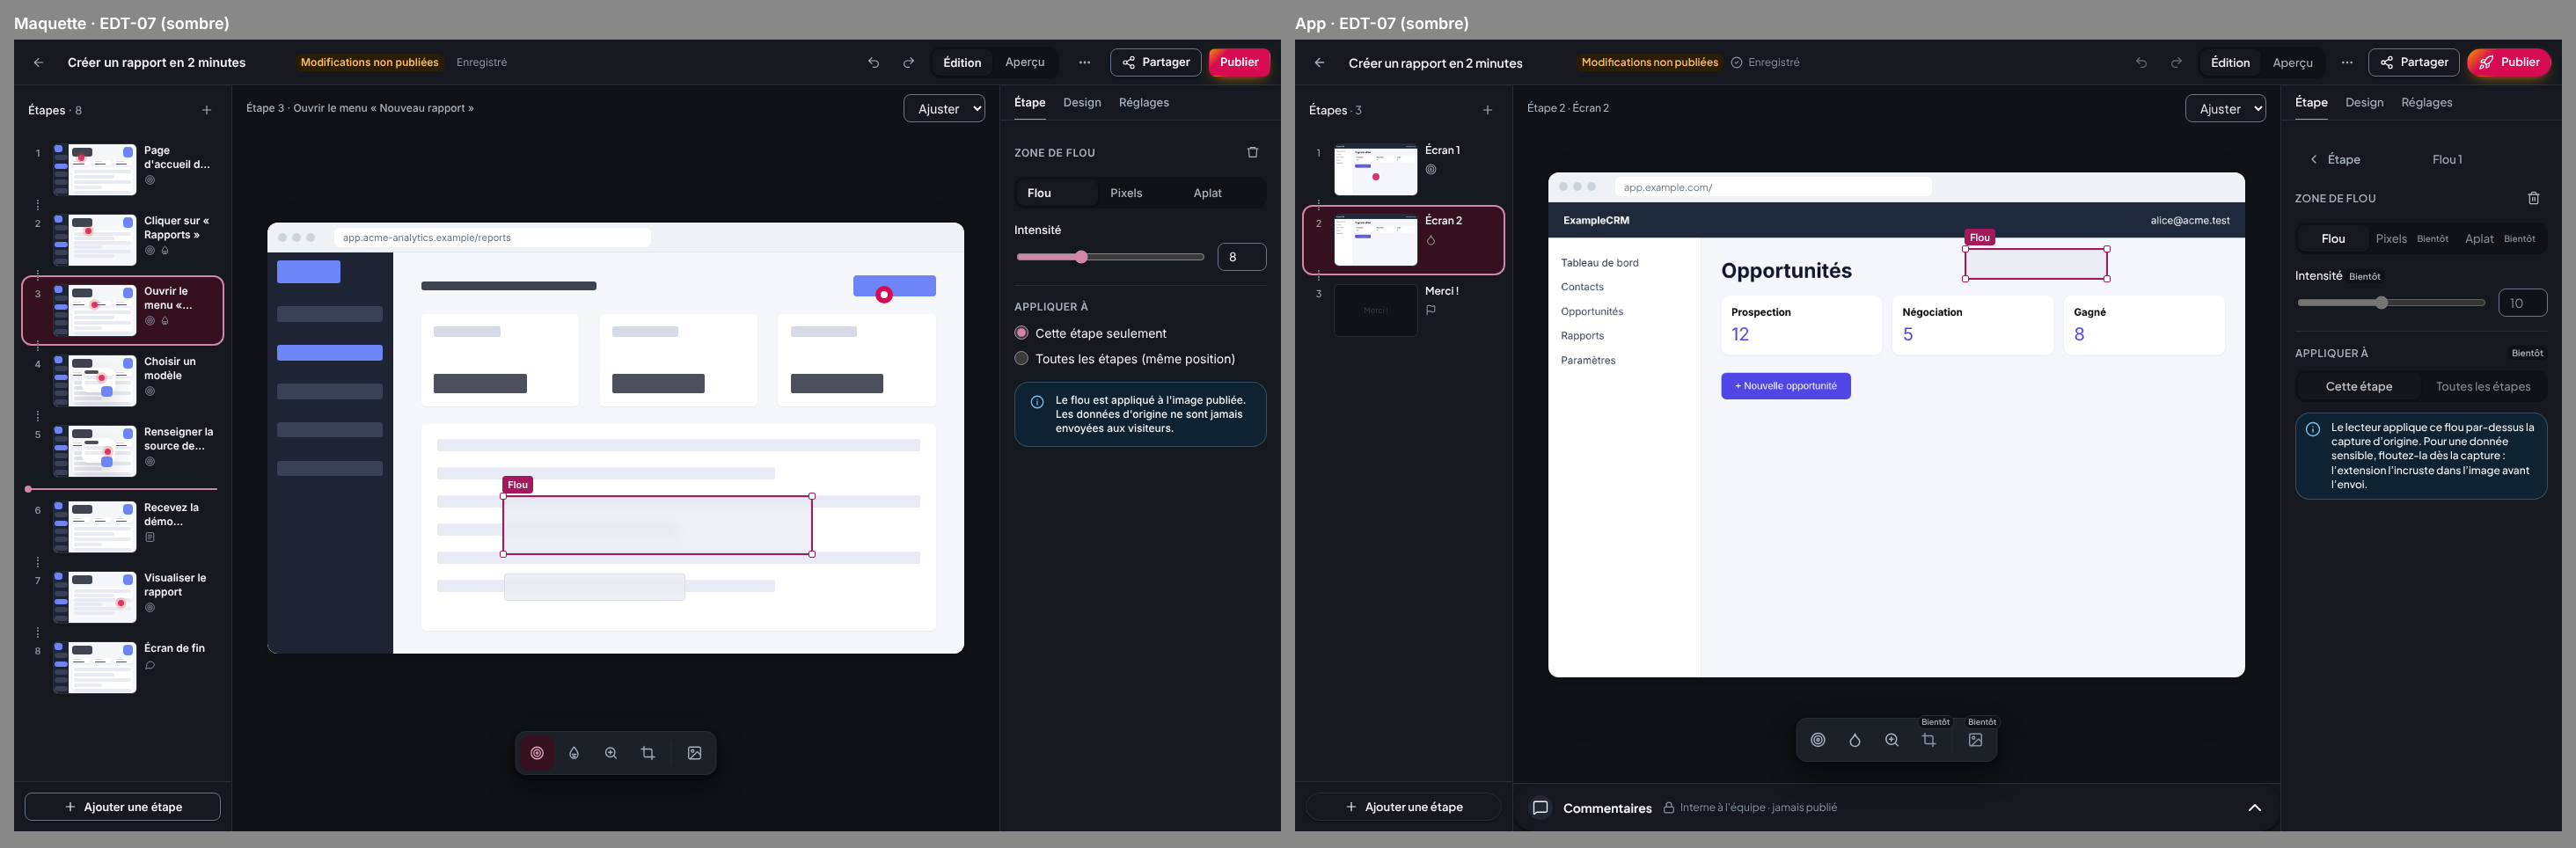 Maquette · EDT-07 (sombre)
Créer un rapport en 2 minutes
Modifications non publiées
Enregistré
Édition
Aperçu
Partager
Publier
Étapes · 8
Étape 3 · Ouvrir le menu « Nouveau rapport »
Ajuster
Étape
Design
Réglages
1
Page
d'accueil d...
2
Cliquer sur «
Rapports »
3
Ouvrir le
menu «...
4
Choisir un
modèle
5
Renseigner la
source de...
6
Recevez la
démo...
7
Visualiser le
rapport
8
Écran de fin
Ajouter une étape
app.acme-analytics.example/reports
Flou
ZONE DE FLOU
Flou
Pixels
Aplat
Intensité
8
APPLIQUER À
Cette étape seulement
Toutes les étapes (même position)
Le flou est appliqué à l'image publiée.
Les données d'origine ne sont jamais
envoyées aux visiteurs.
App · EDT-07 (sombre)
Créer un rapport en 2 minutes
Modifications non publiées
Enregistré
Édition
Aperçu
Partager
Publier
Étapes · 3
Étape 2 · Écran 2
Ajuster
Étape
Design
Réglages
1
Écran 1
2
Écran 2
3
Merci !
Merci !
Ajouter une étape
app.example.com/
ExampleCRM
alice@acme.test
Tableau de bord
Contacts
Opportunités
Rapports
Paramètres
Flou
Opportunités
Prospection
12
Négociation
5
Gagné
8
+ Nouvelle opportunité
Bientôt
Bientôt
Commentaires
Interne à l'équipe · jamais publié
Étape
Flou 1
ZONE DE FLOU
Flou
Pixels Bientôt
Aplat Bientôt
Intensité Bientôt
10
APPLIQUER À
Bientôt
Cette étape
Toutes les étapes
Le lecteur applique ce flou par-dessus la
capture d'origine. Pour une donnée
sensible, floutez-la dès la capture :
l'extension l'incruste dans l'image avant
l'envoi.